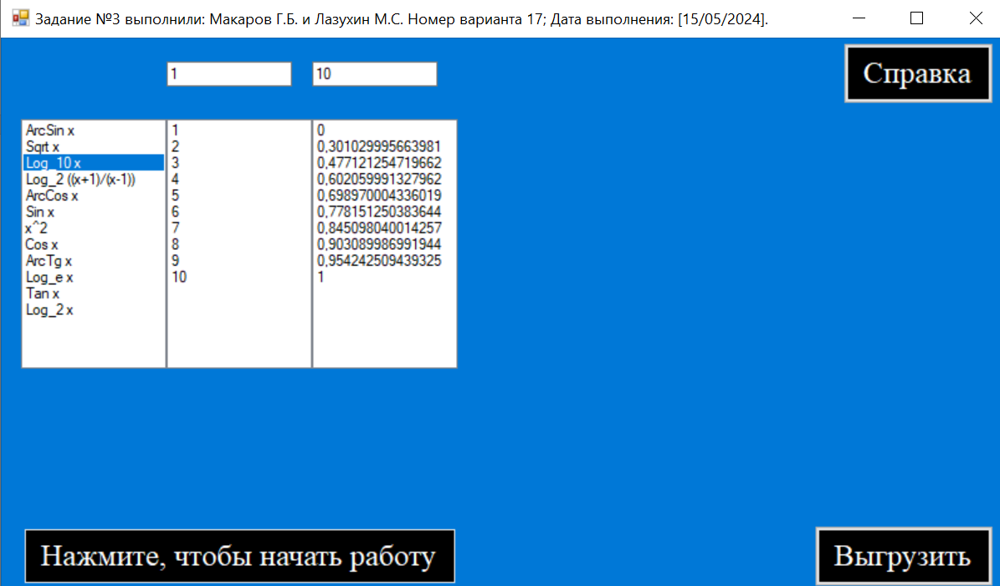 Задание №3 выполнили: Макаров Г.Б. и Лазухин М.С. Номер варианта 17; Дата выполнения: [15/05/2024].
1 10
Справка
ArcSin x 1 0
Sqrt x 2 0,301029995663981
Log_10 x 3 0,477121254719662
Log_2 ((x+1)/(x-1)) 4 0,602059991327962
ArcCos x 5 0,698970004336019
Sin x 6 0,778151250383644
x^2 7 0,845098040014257
Cos x 8 0,903089986991944
ArcTg x 9 0,954242509439325
Log_e x 10 1
Tan x
Log_2 x
Нажмите, чтобы начать работу
Выгрузить